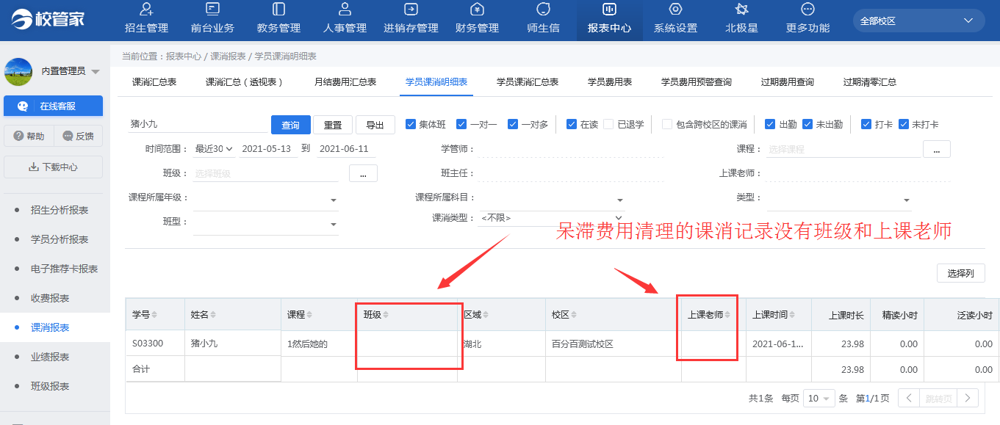 校管家
招生管理 前台业务 教务管理 人事管理 进销存管理 财务管理 师生信 报表中心 系统设置 北极星 更多功能 全部校区
当前位置：报表中心 / 课消报表 / 学员课消明细表
内置管理员
在线客服
帮助 反馈
下载中心
招生分析报表
学员分析报表
电子推荐卡报表
收费报表
课消报表
业绩报表
班级报表
课消汇总表 课消汇总（透视表） 月结费用汇总表 学员课消明细表 学员课消汇总表 学员费用表 学员费用预警查询 过期费用查询 过期清零汇总
猪小九 查询 重置 导出 集体班 一对一 一对多 在读 已退学 包含跨校区的课消 出勤 未出勤 打卡 未打卡
时间范围： 最近30 2021-05-13 到 2021-06-11 学管师： 课程： 选择课程 ...
班级： 选择班级 ... 班主任： 上课老师：
课程所属年级： 课程所属科目： 类型：
班型： 课消类型： <不限>
呆滞费用清理的课消记录没有班级和上课老师
选择列
学号 姓名 课程 班级 区域 校区 上课老师 上课时间 上课时长 精读小时 泛读小时
S03300 猪小九 1然后她的 湖北 百分百测试校区 2021-06-1... 23.98 0.00 0.00
合计 23.98 0.00 0.00
共1条 每页 10 条 第1/1页 跳转页